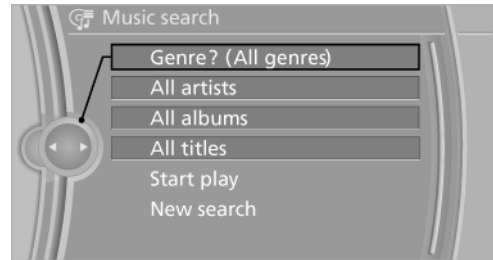 Music search
Genre? (All genres)
All artists
All albums
All titles
Start play
New search